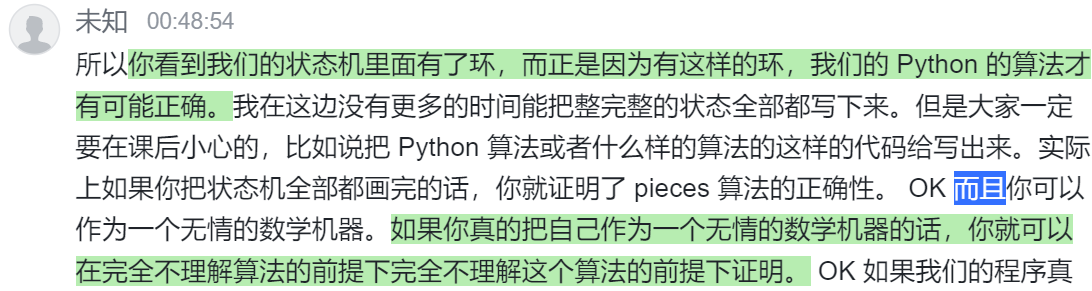 未知 00:48:54
所以你看到我们的状态机里面有了环，而正是因为有这样的环，我们的 Python 的算法才
有可能正确。我在这边没有更多的时间能把整完整的状态全部都写下来。但是大家一定
要在课后小心的，比如说把 Python 算法或者什么样的算法的这样的代码给写出来。实际
上如果你把状态机全部都画完的话，你就证明了 pieces 算法的正确性。 OK 而且你可以
作为一个无情的数学机器。如果你真的把自己作为一个无情的数学机器的话，你就可以
在完全不理解算法的前提下完全不理解这个算法的前提下证明。 OK 如果我们的程序真